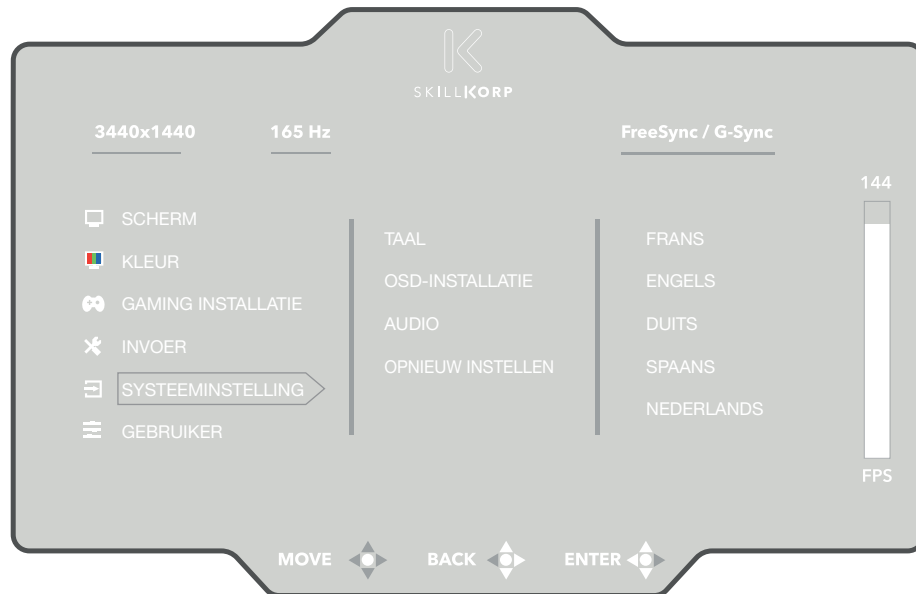 SKILLKORP
3440x1440
165 Hz
FreeSync / G-Sync
144
SCHERM
KLEUR
GAMING INSTALLATIE
INVOER
SYSTEEMINSTELLING
GEBRUIKER
TAAL
OSD-INSTALLATIE
AUDIO
OPNIEUW INSTELLEN
FRANS
ENGELS
DUITS
SPAANS
NEDERLANDS
FPS
MOVE
BACK
ENTER